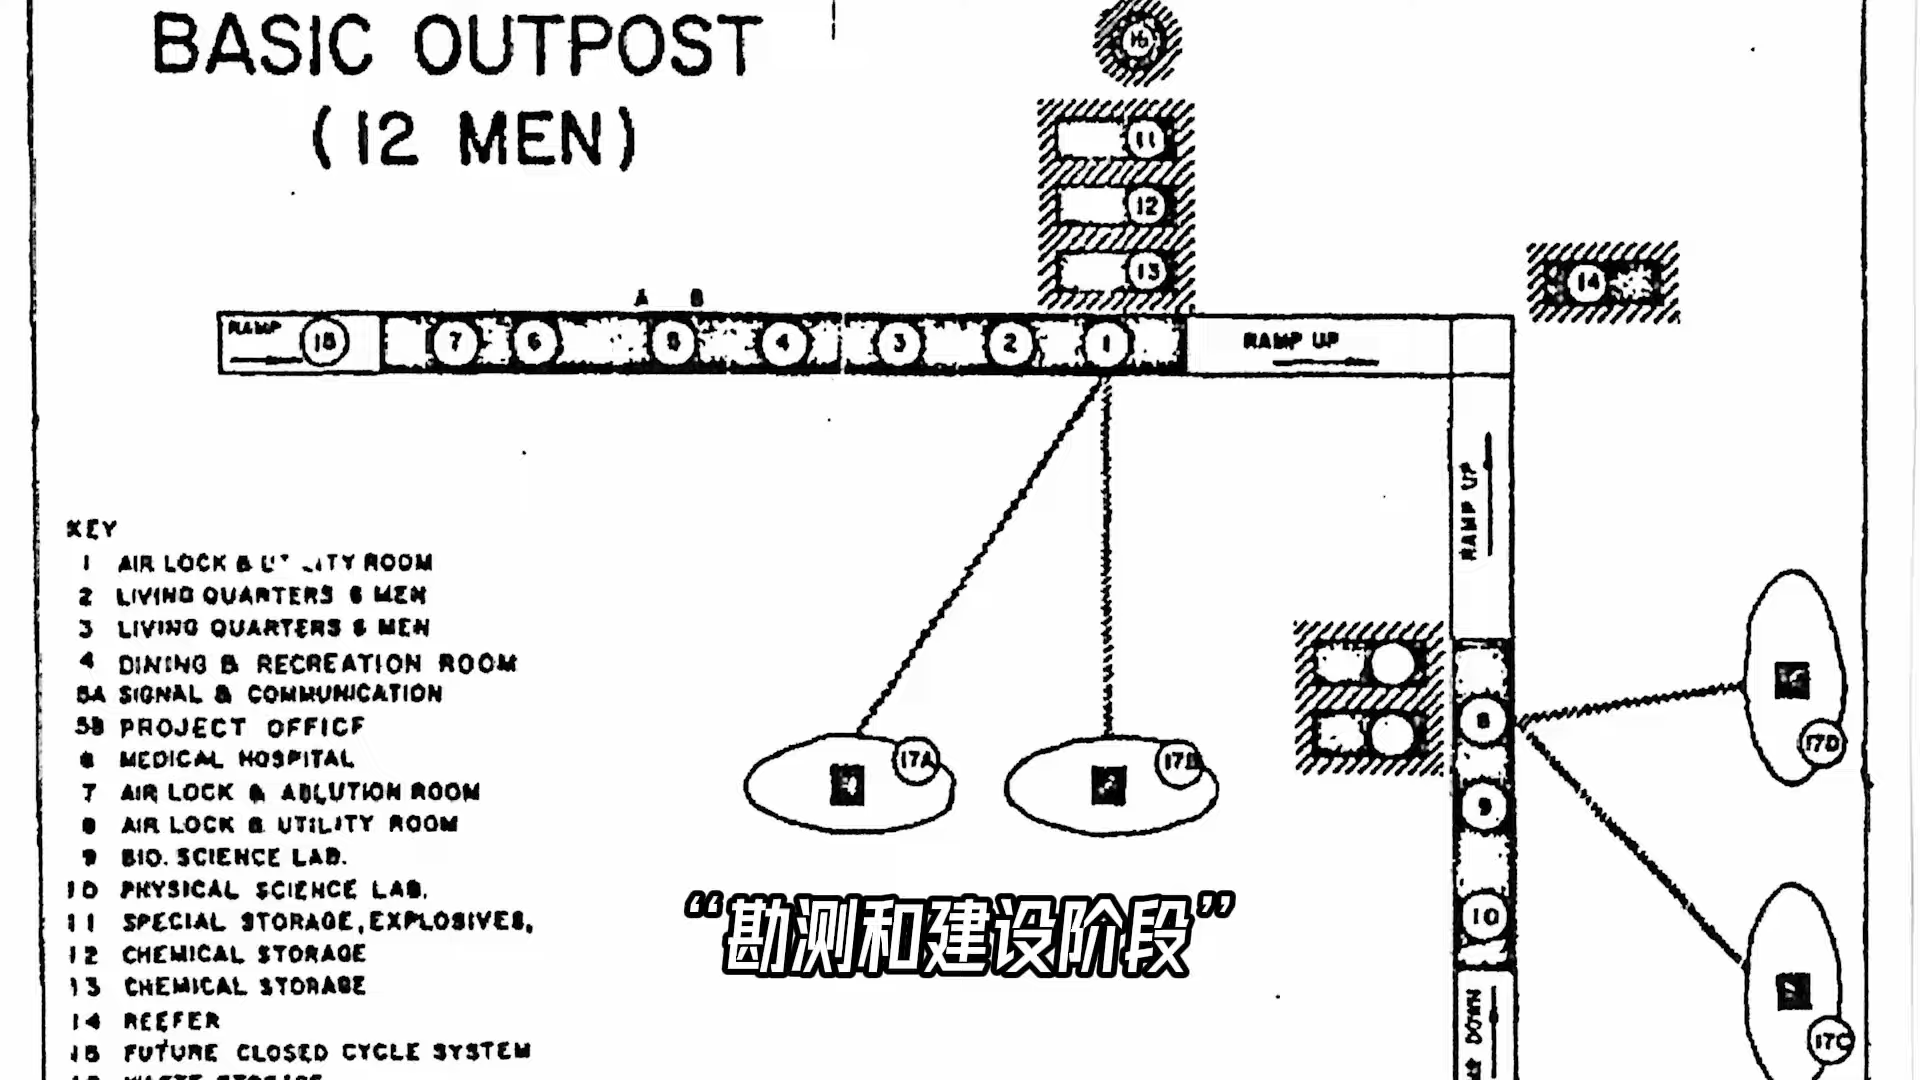 BASIC OUTPOST
(12 MEN)
16
11
12
13
14
A B
RAMP
15
7
6
5
4
3
2
1
RAMP UP
RAMP UP
KEY
1 AIR LOCK & ROOM
2 LIVING QUARTERS 6 MEN
3 LIVING QUARTERS 6 MEN
4 DINING & RECREATION ROOM
5A SIGNAL & COMMUNICATION
5B PROJECT OFFICE
6 MEDICAL HOSPITAL
7 AIR LOCK & ABLUTION ROOM
8 AIR LOCK & UTILITY ROOM
9 BIO. SCIENCE LAB.
10 PHYSICAL SCIENCE LAB.
11 SPECIAL STORAGE, EXPLOSIVES,
12 CHEMICAL STORAGE
13 CHEMICAL STORAGE
14 REEFER
15 FUTURE CLOSED CYCLE SYSTEM
17A
17B
8
9
10
17D
17C
DOWN
“勘测和建设阶段”